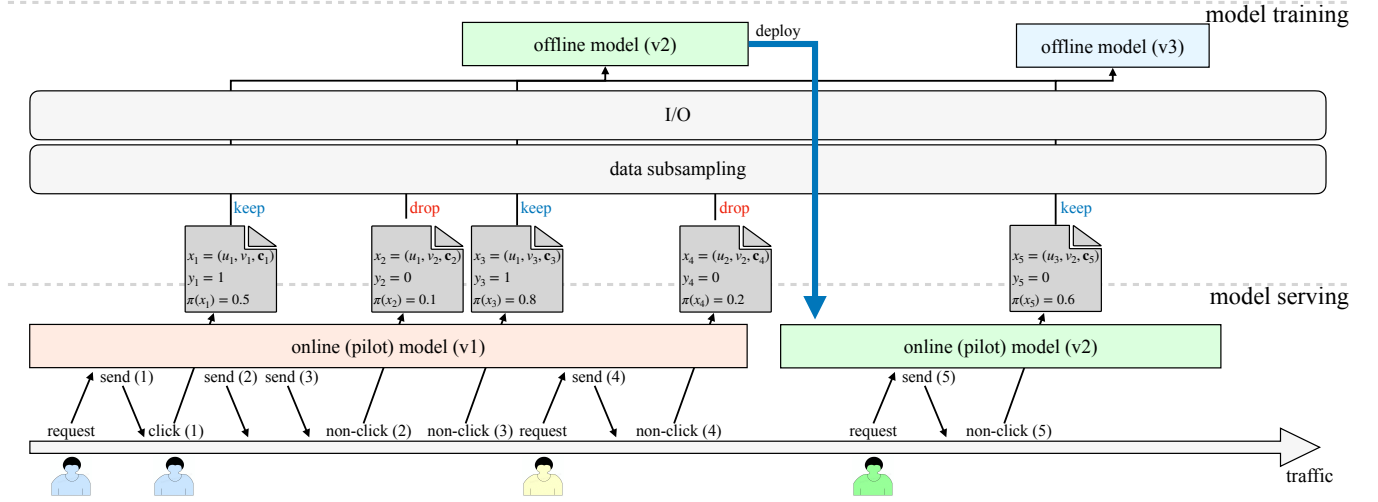 model training
offline model (v2)
deploy
offline model (v3)
I/O
data subsampling
keep
drop
keep
drop
keep
x₁ = (u₁, v₁, c₁)
y₁ = 1
π(x₁) = 0.5
x₂ = (u₁, v₂, c₂)
y₂ = 0
π(x₂) = 0.1
x₃ = (u₁, v₃, c₃)
y₃ = 1
π(x₃) = 0.8
x₄ = (u₂, v₂, c₄)
y₄ = 0
π(x₄) = 0.2
x₅ = (u₃, v₂, c₅)
y₅ = 0
π(x₅) = 0.6
model serving
online (pilot) model (v1)
online (pilot) model (v2)
send (1)
send (2)
send (3)
send (4)
send (5)
request
click (1)
non-click (2)
non-click (3)
request
non-click (4)
request
non-click (5)
traffic